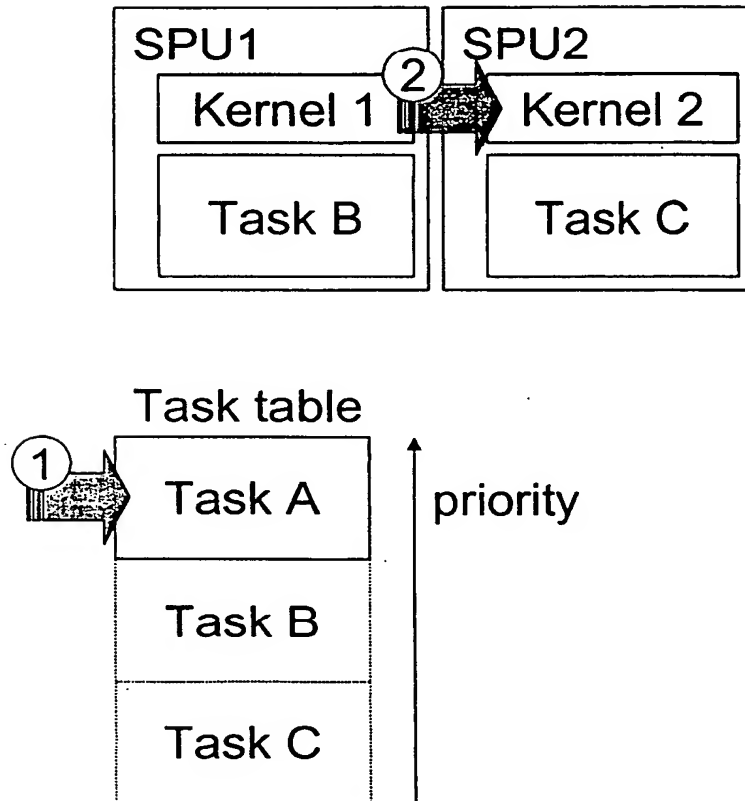 SPU1 SPU2
2
Kernel 1 Kernel 2
Task B Task C
Task table
1
Task A
priority
Task B
Task C